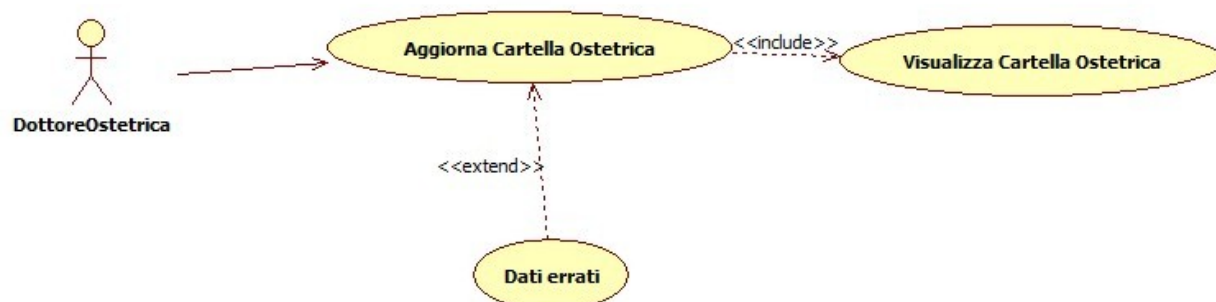 Aggiorna Cartella Ostetrica
<<include>>
Visualizza Cartella Ostetrica
DottoreOstetrica
<<extend>>
Dati errati